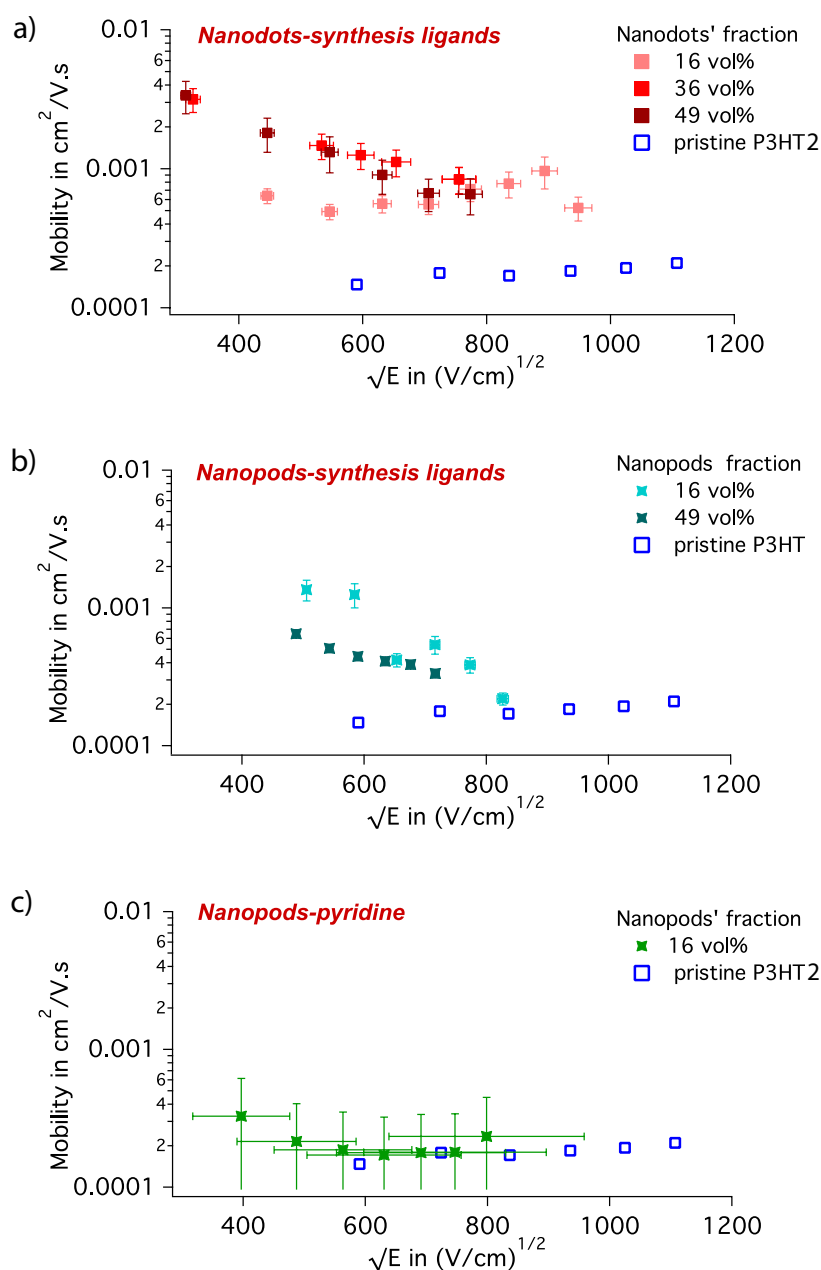 a)
Nanodots-synthesis ligands
Nanodots' fraction
16 vol%
36 vol%
49 vol%
pristine P3HT2
Mobility in cm2/V.s
0.01
6
4
2
0.001
6
4
2
0.0001
400 600 800 1000 1200
√E in (V/cm)1/2
b)
Nanopods-synthesis ligands
Nanopods fraction
16 vol%
49 vol%
pristine P3HT
Mobility in cm2/V.s
0.01
6
4
2
0.001
6
4
2
0.0001
400 600 800 1000 1200
√E in (V/cm)1/2
c)
Nanopods-pyridine
Nanopods' fraction
16 vol%
pristine P3HT2
Mobility in cm2/V.s
0.01
6
4
2
0.001
6
4
2
0.0001
400 600 800 1000 1200
√E in (V/cm)1/2